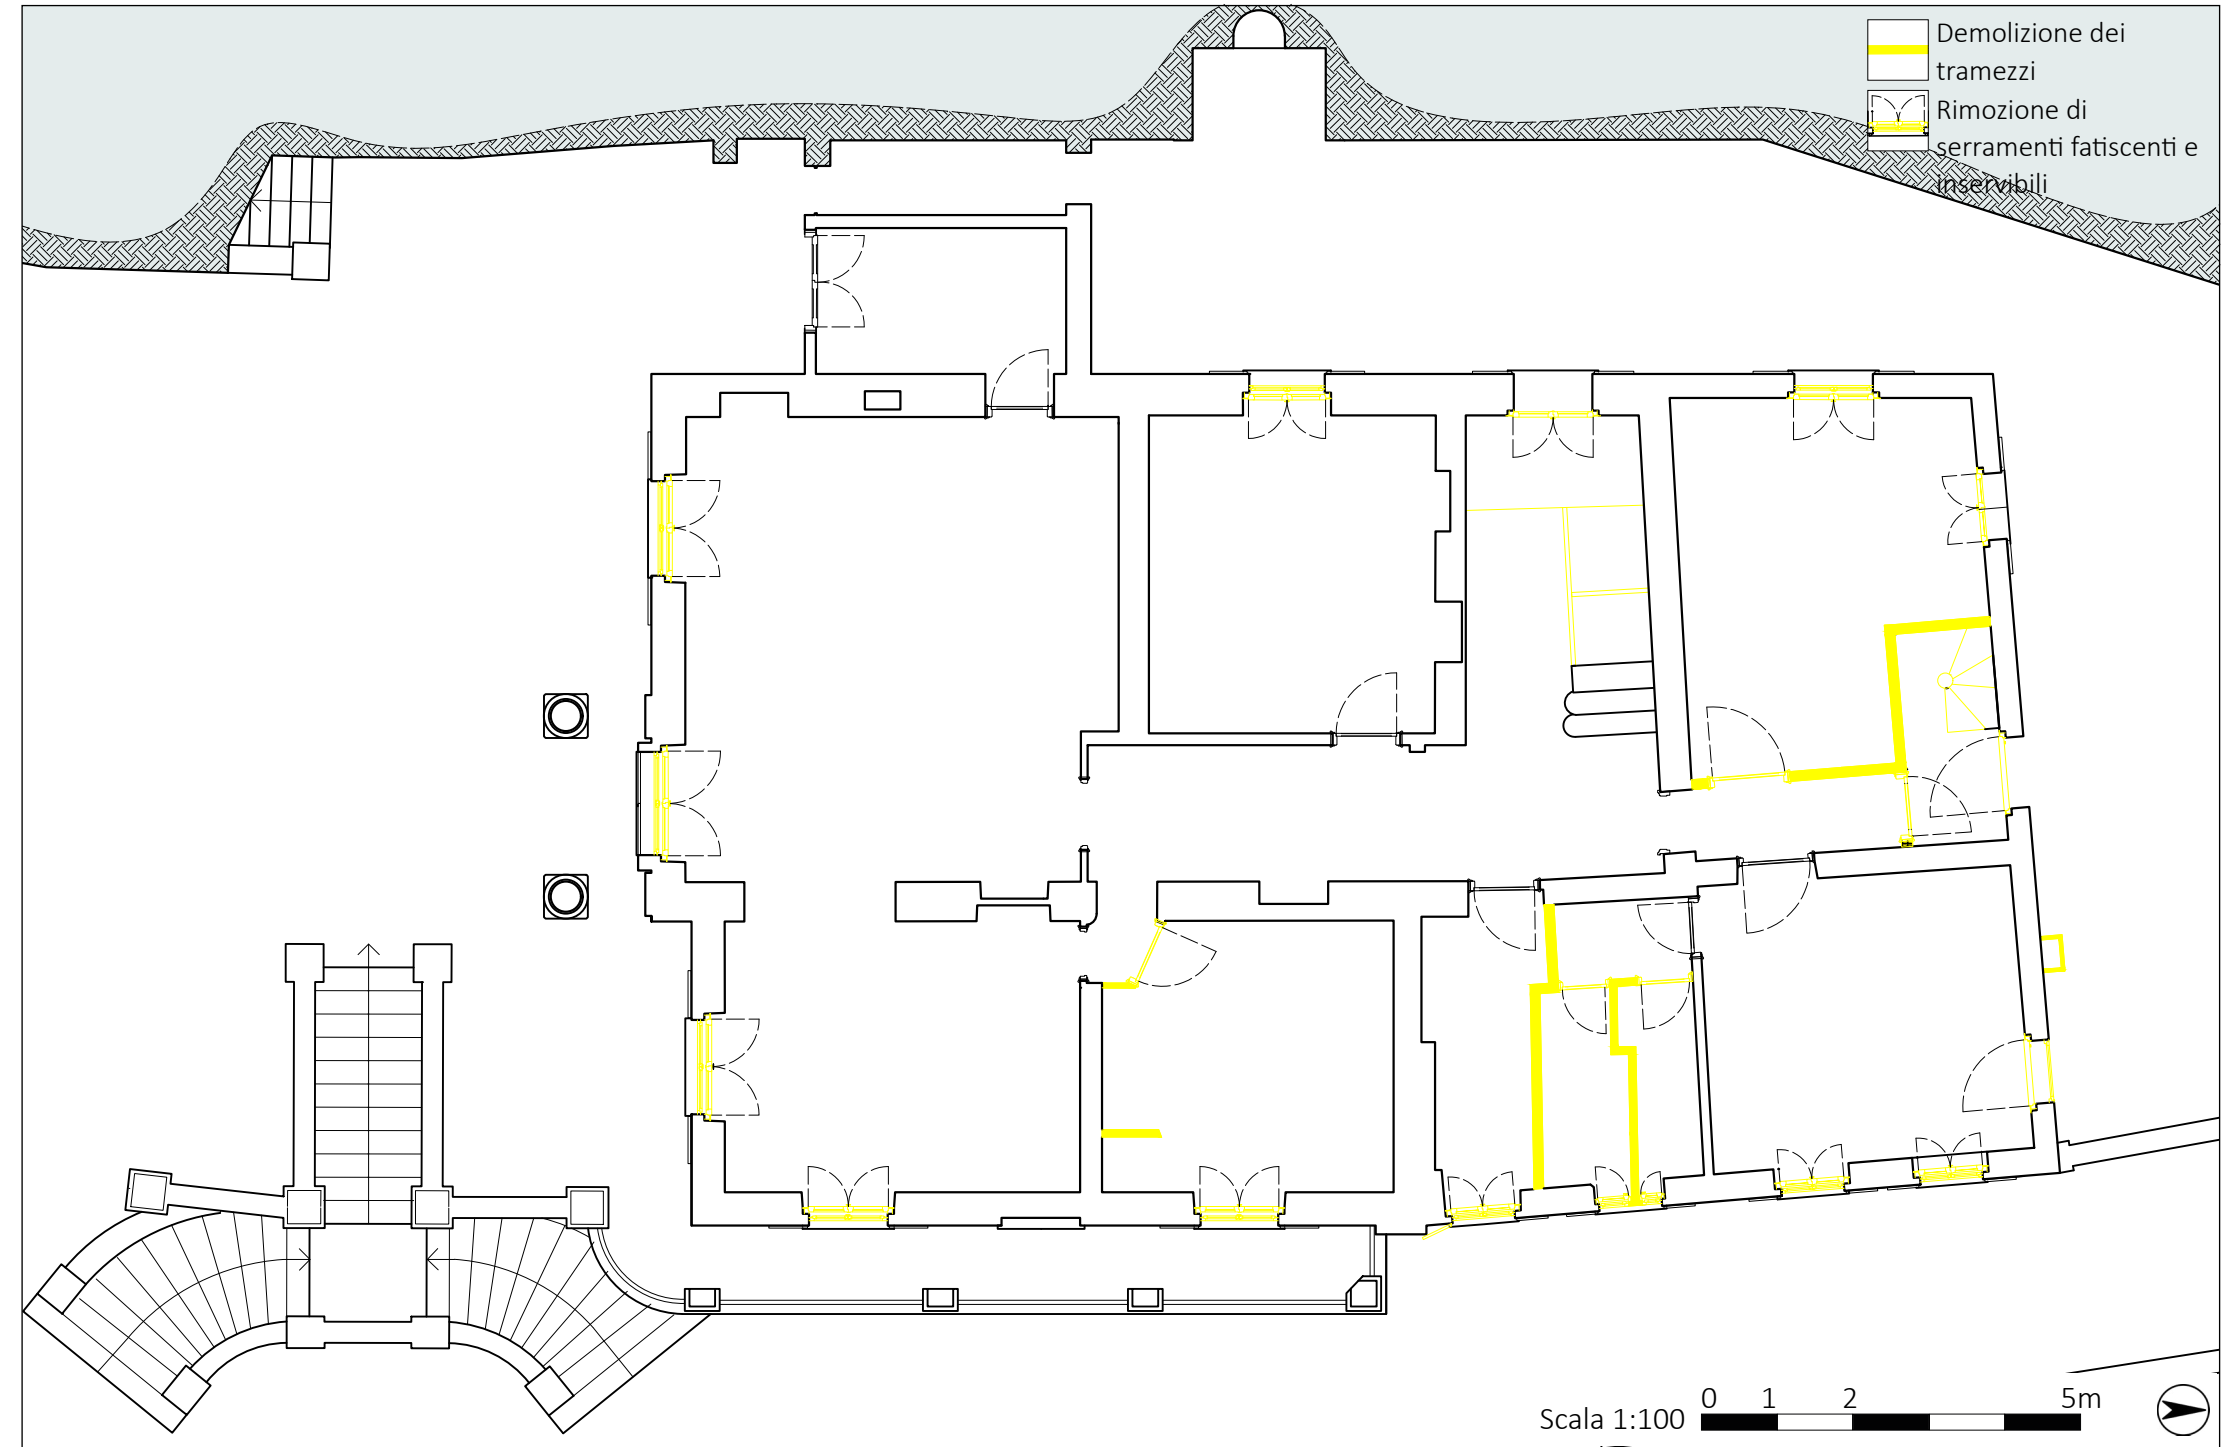 Demolizione dei
tramezzi
Rimozione di
serramenti fatiscenti e
inservibili
Scala 1:100
0 1 2 5m